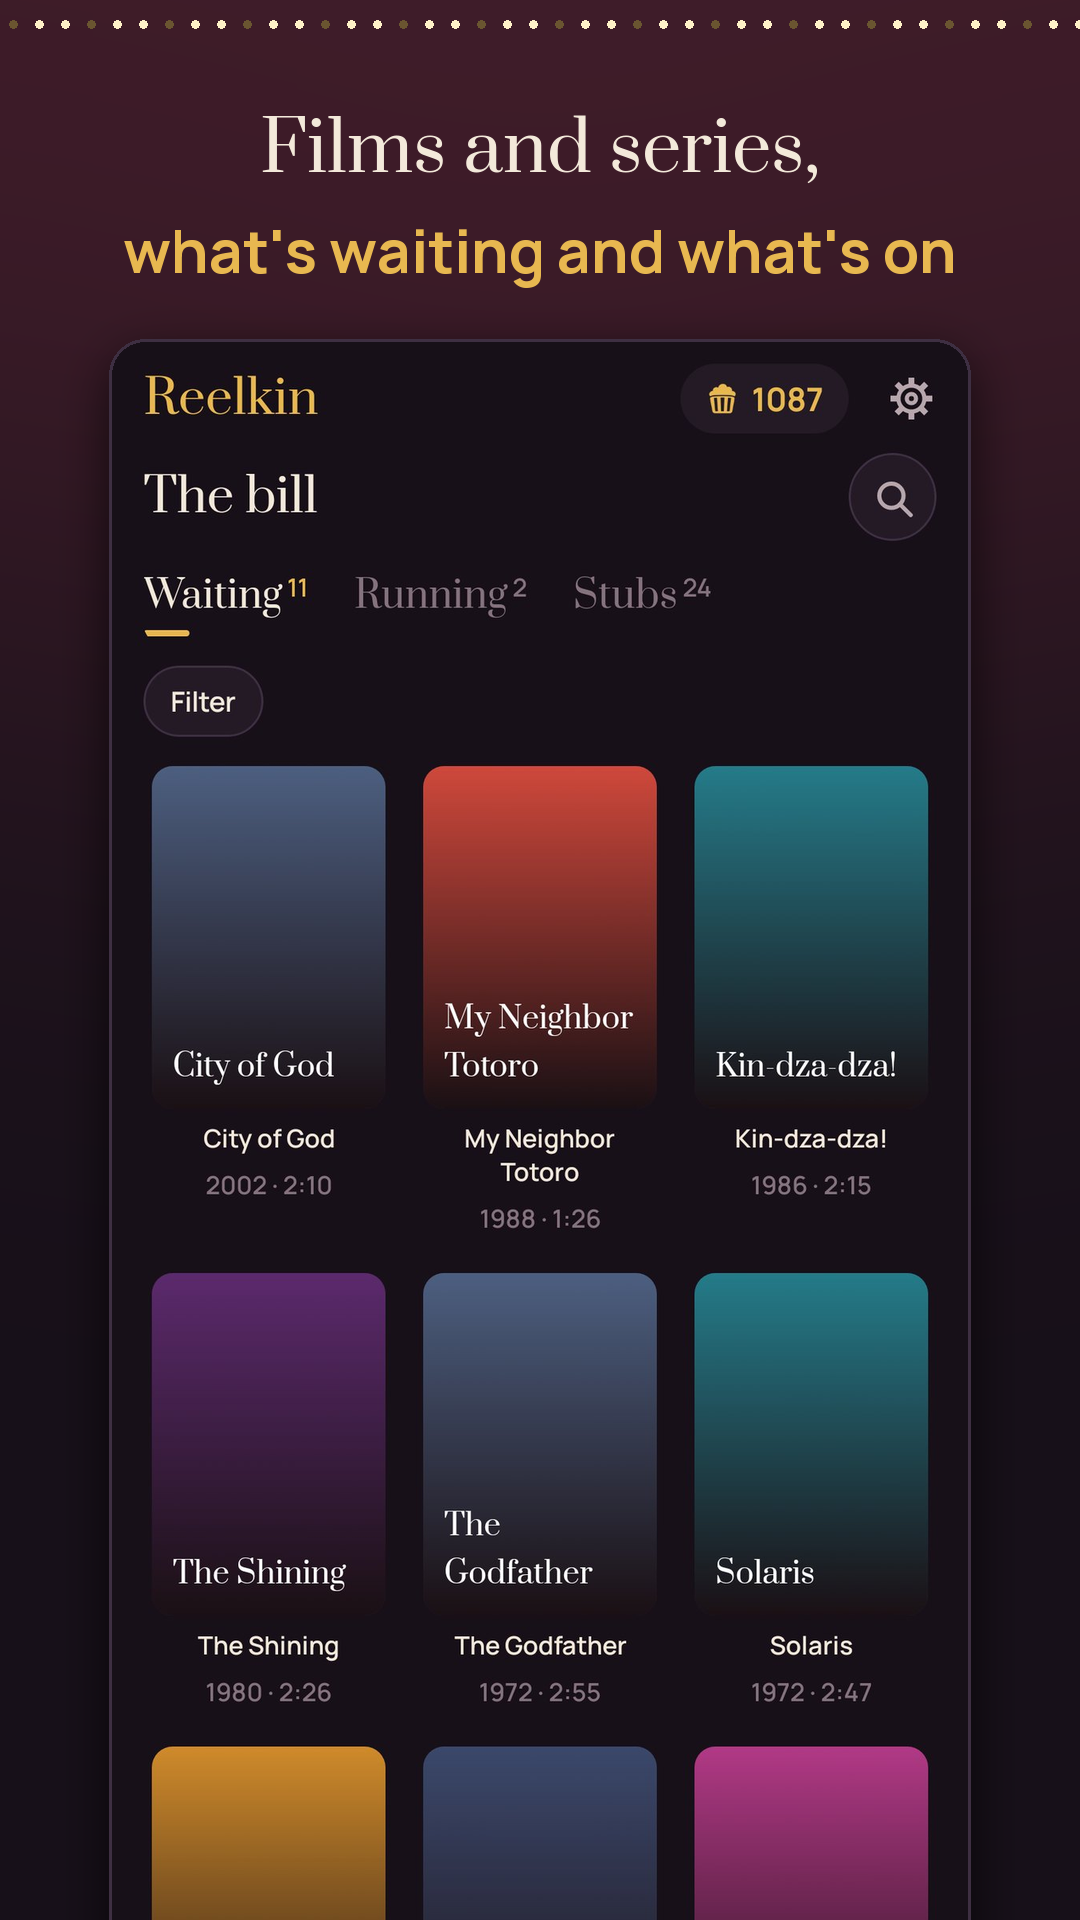 Films and series,
what's waiting and what's on
Reelkin
1087
The bill
Waiting 11 Running 2 Stubs 24
Filter
City of God
My Neighbor
Totoro
Kin-dza-dza!
City of God
2002 · 2:10
My Neighbor
Totoro
1988 · 1:26
Kin-dza-dza!
1986 · 2:15
The Shining
The
Godfather
Solaris
The Shining
1980 · 2:26
The Godfather
1972 · 2:55
Solaris
1972 · 2:47